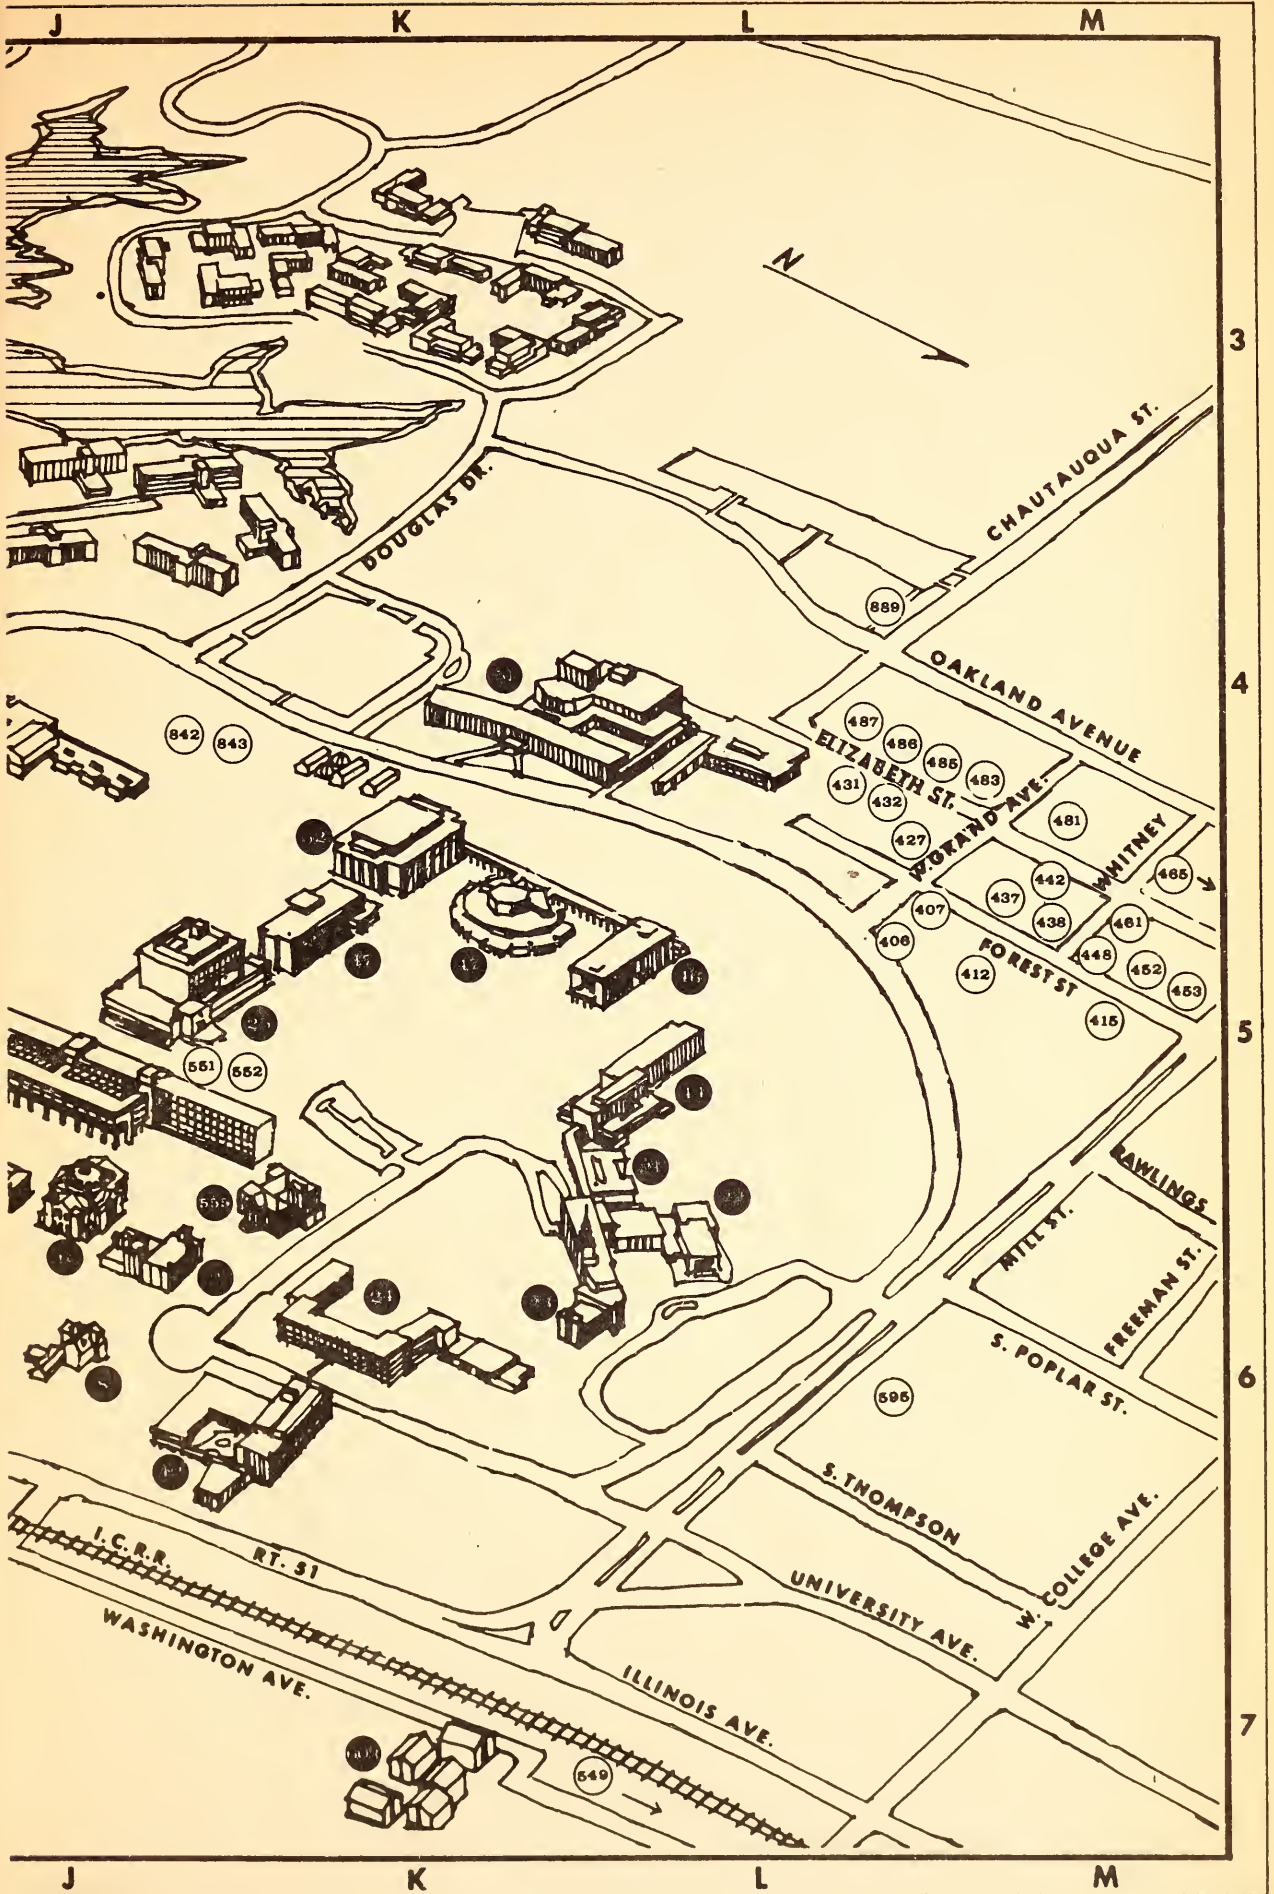 J K L M
N
3
CHAUTAUQUA ST.
DOUGLAS DR.
889
OAKLAND AVENUE
4
842 843
487
486
485
483
ELIZABETH ST.
431
432
427
W. GRAND AVE.
481
WHITNEY
465
442
437
438
407
406
461
448
452
453
FOREST ST
412
415
5
551 552
RAWLINGS
MILL ST.
FREEMAN ST.
24
S. POPLAR ST.
6
595
S. THOMPSON
W. COLLEGE AVE.
I.C.R.R.
RT. 51
UNIVERSITY AVE.
WASHINGTON AVE.
ILLINOIS AVE.
7
549
J K L M